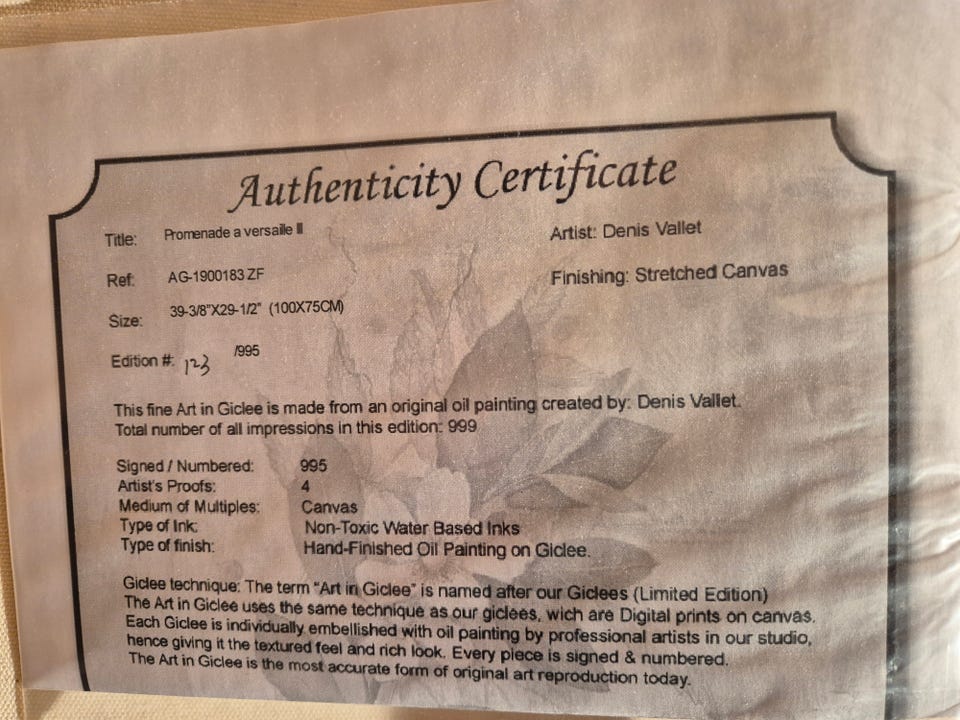 Authenticity Certificate
Title: Promenade a versaille II
Artist: Denis Vallet
Ref: AG-1900183 ZF
Finishing: Stretched Canvas
Size: 39-3/8"X29-1/2" (100X75CM)
Edition #: 123 /995
This fine Art in Giclee is made from an original oil painting created by: Denis Vallet.
Total number of all impressions in this edition: 999
Signed / Numbered: 995
Artist's Proofs: 4
Medium of Multiples: Canvas
Type of Ink: Non-Toxic Water Based Inks
Type of finish: Hand-Finished Oil Painting on Giclee.
Giclee technique: The term "Art in Giclee" is named after our Giclees (Limited Edition)
The Art in Giclee uses the same technique as our giclees, wich are Digital prints on canvas.
Each Giclee is individually embellished with oil painting by professional artists in our studio,
hence giving it the textured feel and rich look. Every piece is signed & numbered.
The Art in Giclee is the most accurate form of original art reproduction today.